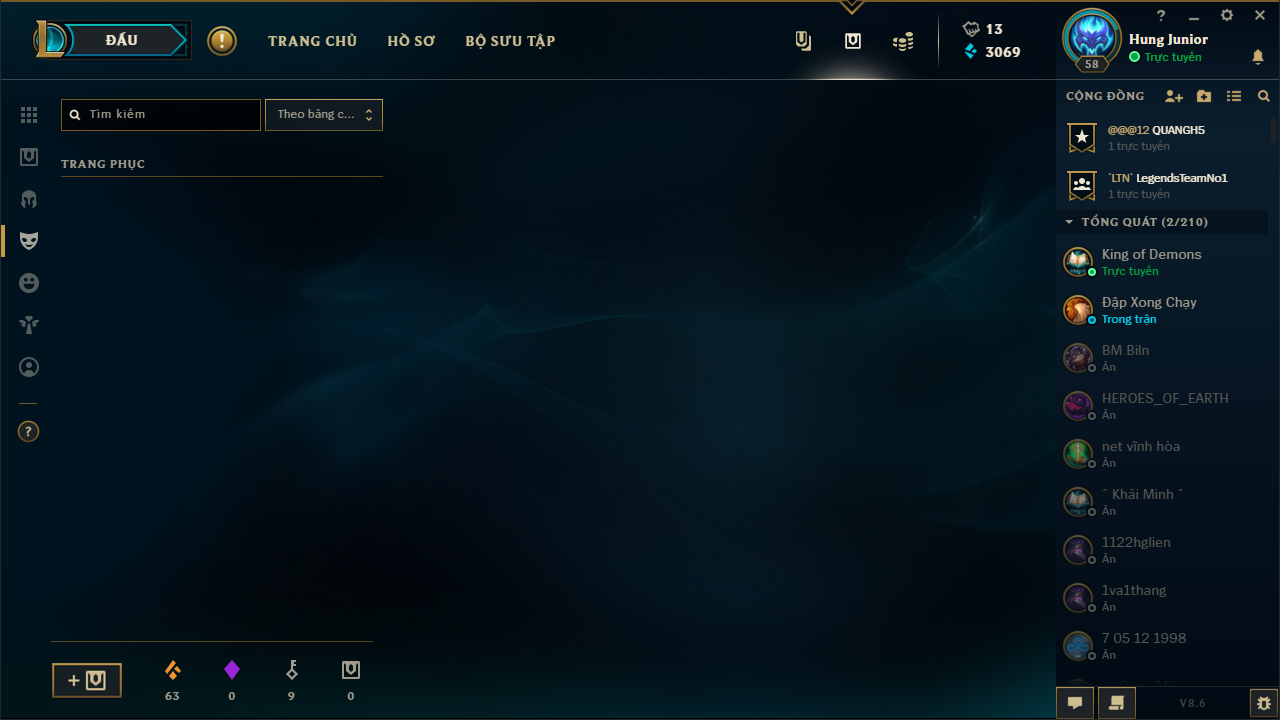 ĐẤU
!
TRANG CHỦ
HỒ SƠ
BỘ SƯU TẬP
13
3069
58
?
Hung Junior
Trực tuyến
Tìm kiếm
Theo bảng c...
TRANG PHỤC
?
63
0
9
0
+
CỘNG ĐỒNG
@@@12 QUANGH5
1 trực tuyến
`LTN` LegendsTeamNo1
1 trực tuyến
TỔNG QUÁT (2/210)
King of Demons
Trực tuyến
Đập Xong Chạy
Trong trận
BM Biln
Ẩn
HEROES_OF_EARTH
Ẩn
net vĩnh hòa
Ẩn
ˆ Khãi Minh ˜
Ẩn
1122hglien
Ẩn
1va1thang
Ẩn
7 05 12 1998
Ẩn
V8.6